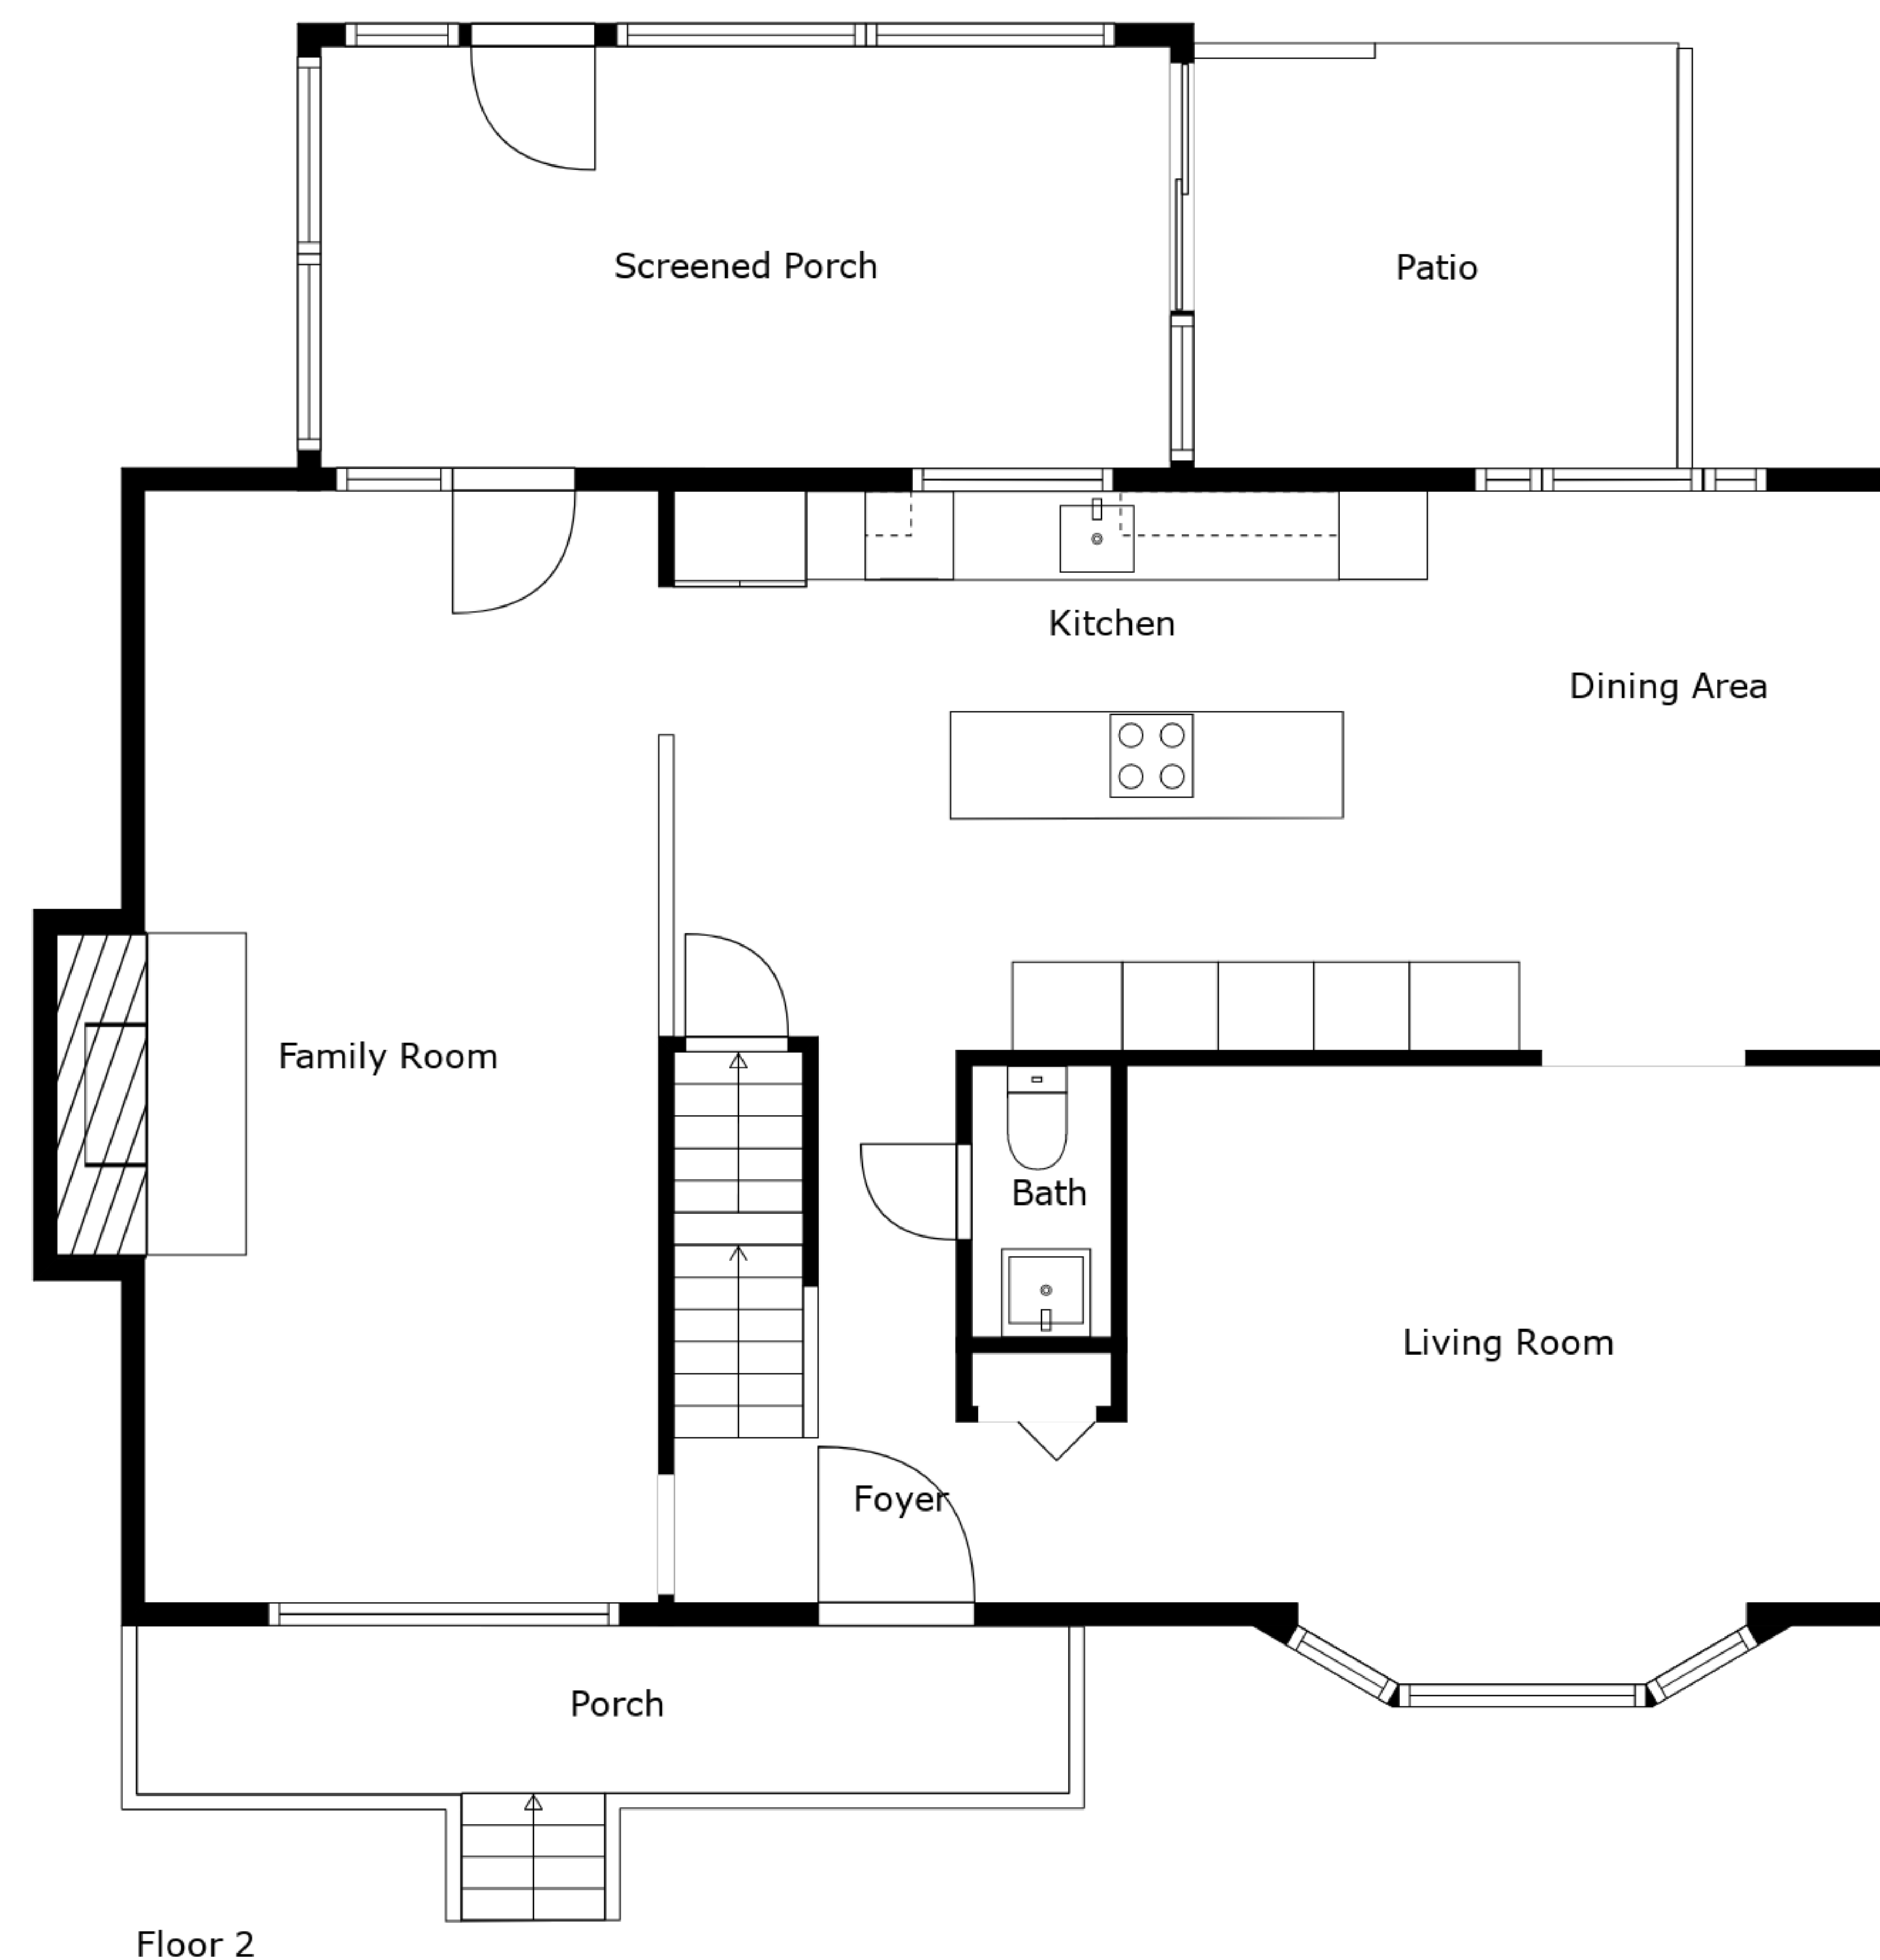 Screened Porch
Patio
Kitchen
Dining Area
Family Room
Bath
Living Room
Foyer
Porch
Floor 2